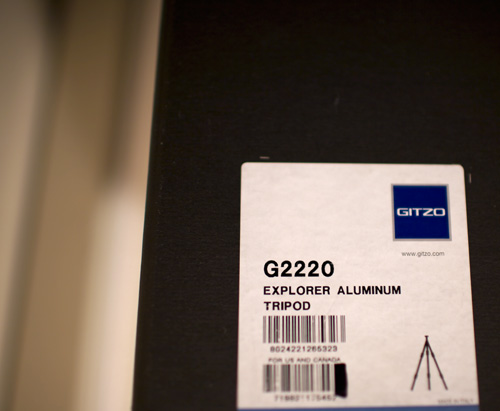 GITZO
www.gitzo.com
G2220
EXPLORER ALUMINUM
TRIPOD
8024221265323
FOR US AND CANADA